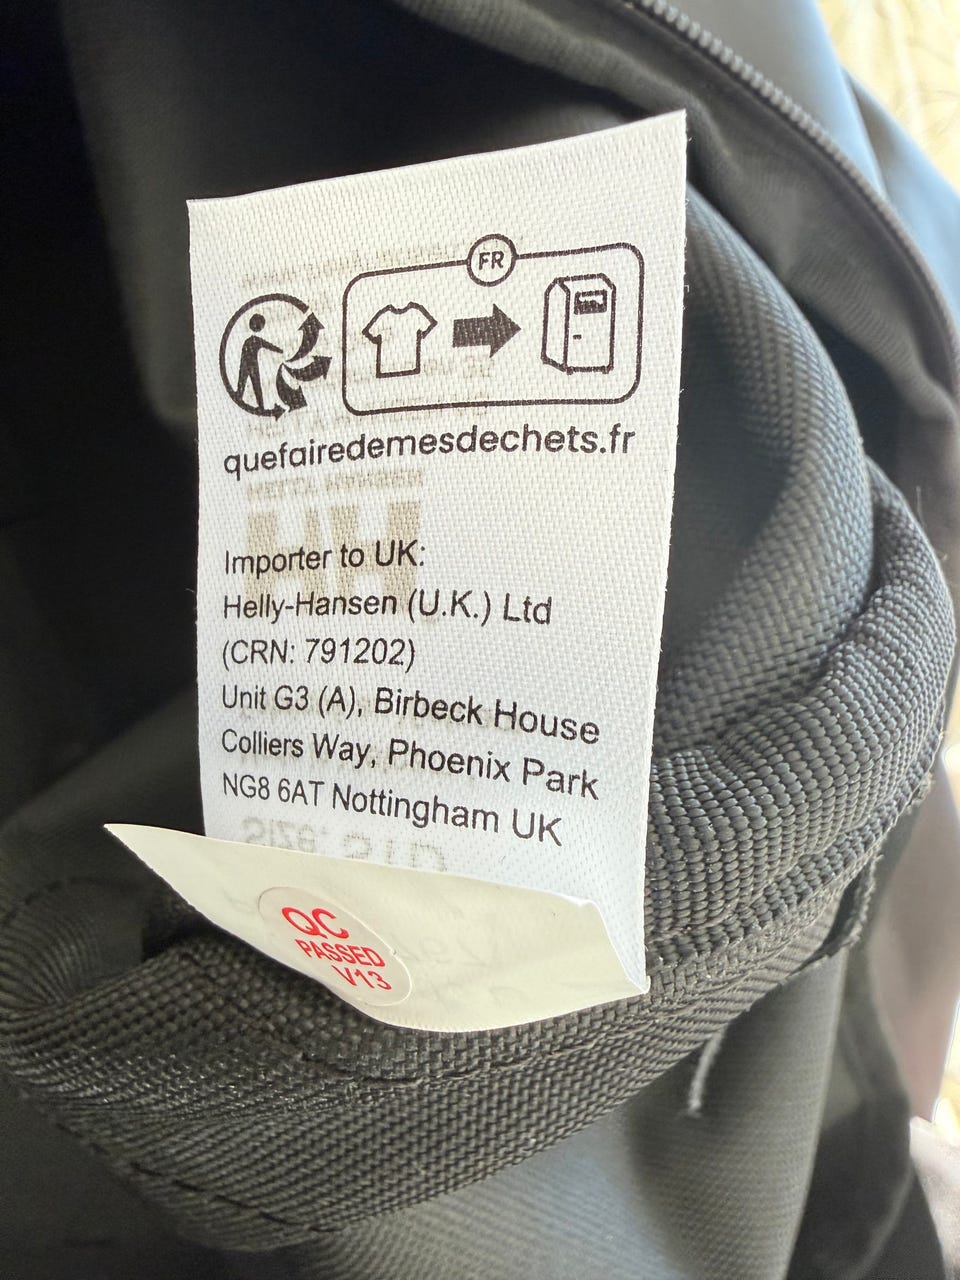 FR
quefairedemesdechets.fr
Importer to UK:
Helly-Hansen (U.K.) Ltd
(CRN: 791202)
Unit G3 (A), Birbeck House
Colliers Way, Phoenix Park
NG8 6AT Nottingham UK
QC
PASSED
V13